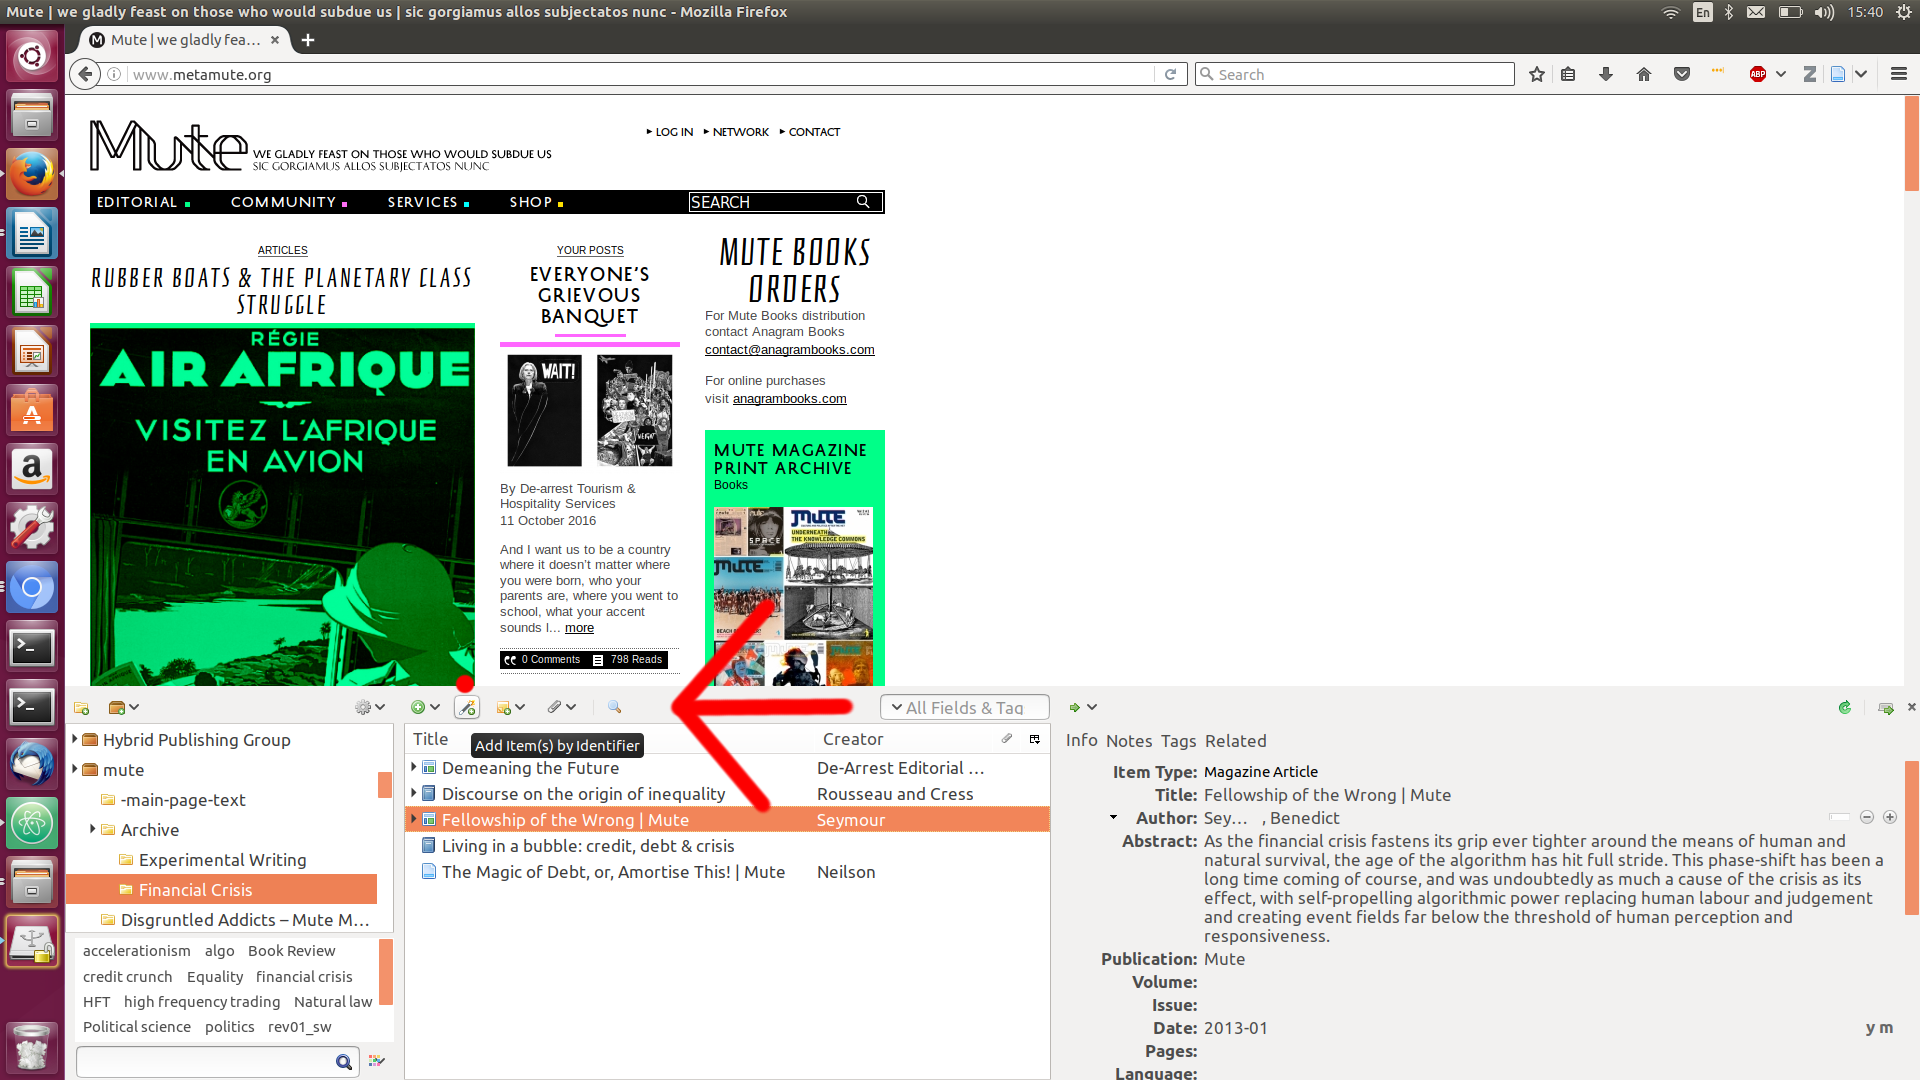 Mute | we gladly feast on those who would subdue us | sic gorgiamus allos subjectatos nunc - Mozilla Firefox
En
15:40
Mute | we gladly fea...
www.metamute.org
Search
ABP
Z
Mute
WE GLADLY FEAST ON THOSE WHO WOULD SUBDUE US
SIC GORGIAMUS ALLOS SUBJECTATOS NUNC
LOG IN NETWORK CONTACT
EDITORIAL COMMUNITY SERVICES SHOP SEARCH
ARTICLES
RUBBER BOATS & THE PLANETARY CLASS
STRUGGLE
RÉGIE
AIR AFRIQUE
VISITEZ L'AFRIQUE
EN AVION
YOUR POSTS
EVERYONE'S
GRIEVOUS
BANQUET
WAIT!
By De-arrest Tourism &
Hospitality Services
11 October 2016
And I want us to be a country
where it doesn't matter where
you were born, who your
parents are, where you went to
school, what your accent
sounds l... more
0 Comments 798 Reads
MUTE BOOKS
ORDERS
For Mute Books distribution
contact Anagram Books
contact@anagrambooks.com
For online purchases
visit anagrambooks.com
MUTE MAGAZINE
PRINT ARCHIVE
Books
mute
SPACE
UNDERNEATH
THE KNOWLEDGE COMMONS
MUTE
All Fields & Tag
Hybrid Publishing Group
mute
-main-page-text
Archive
Experimental Writing
Financial Crisis
Disgruntled Addicts – Mute M...
accelerationism algo Book Review
credit crunch Equality financial crisis
HFT high frequency trading Natural law
Political science politics rev01_sw
Title Creator
Add Item(s) by Identifier
Demeaning the Future De-Arrest Editorial ...
Discourse on the origin of inequality Rousseau and Cress
Fellowship of the Wrong | Mute Seymour
Living in a bubble: credit, debt & crisis
The Magic of Debt, or, Amortise This! | Mute Neilson
Info Notes Tags Related
Item Type: Magazine Article
Title: Fellowship of the Wrong | Mute
Author: Sey... , Benedict
Abstract: As the financial crisis fastens its grip ever tighter around the means of human and
natural survival, the age of the algorithm has hit full stride. This phase-shift has been a
long time coming of course, and was undoubtedly as much a cause of the crisis as its
effect, with self-propelling algorithmic power replacing human labour and judgement
and creating event fields far below the threshold of human perception and
responsiveness.
Publication: Mute
Volume:
Issue:
Date: 2013-01 y m
Pages:
Language: